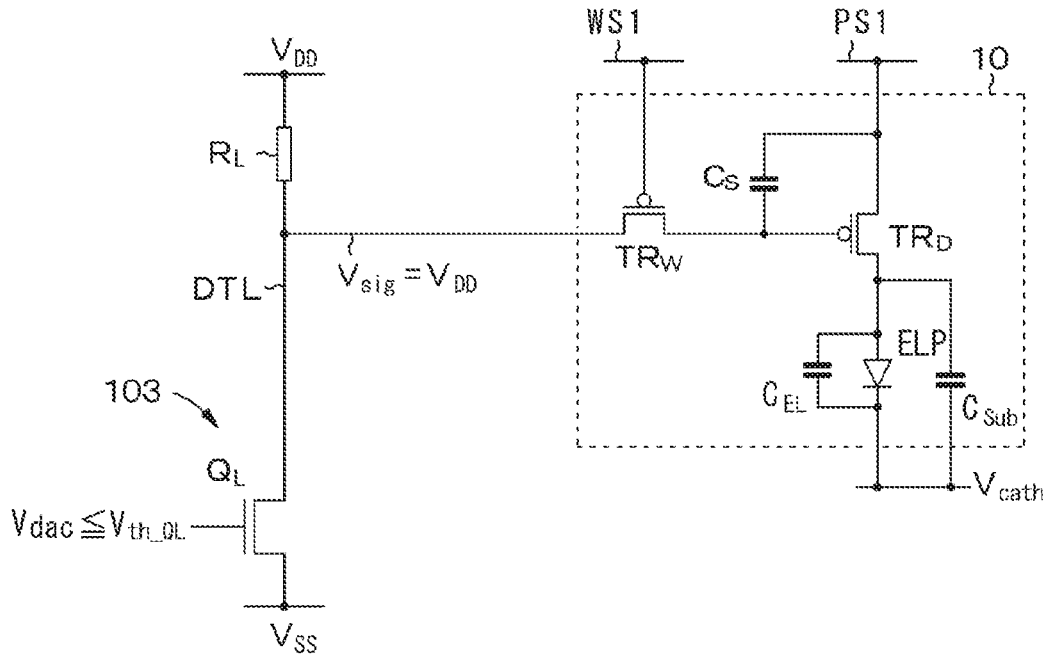 WS1
PS1
VDD
10
RL
CS
TRW
TRD
Vsig=VDD
DTL
ELP
103
CEL
CSub
QL
Vcath
Vdac≦Vth_QL
VSS